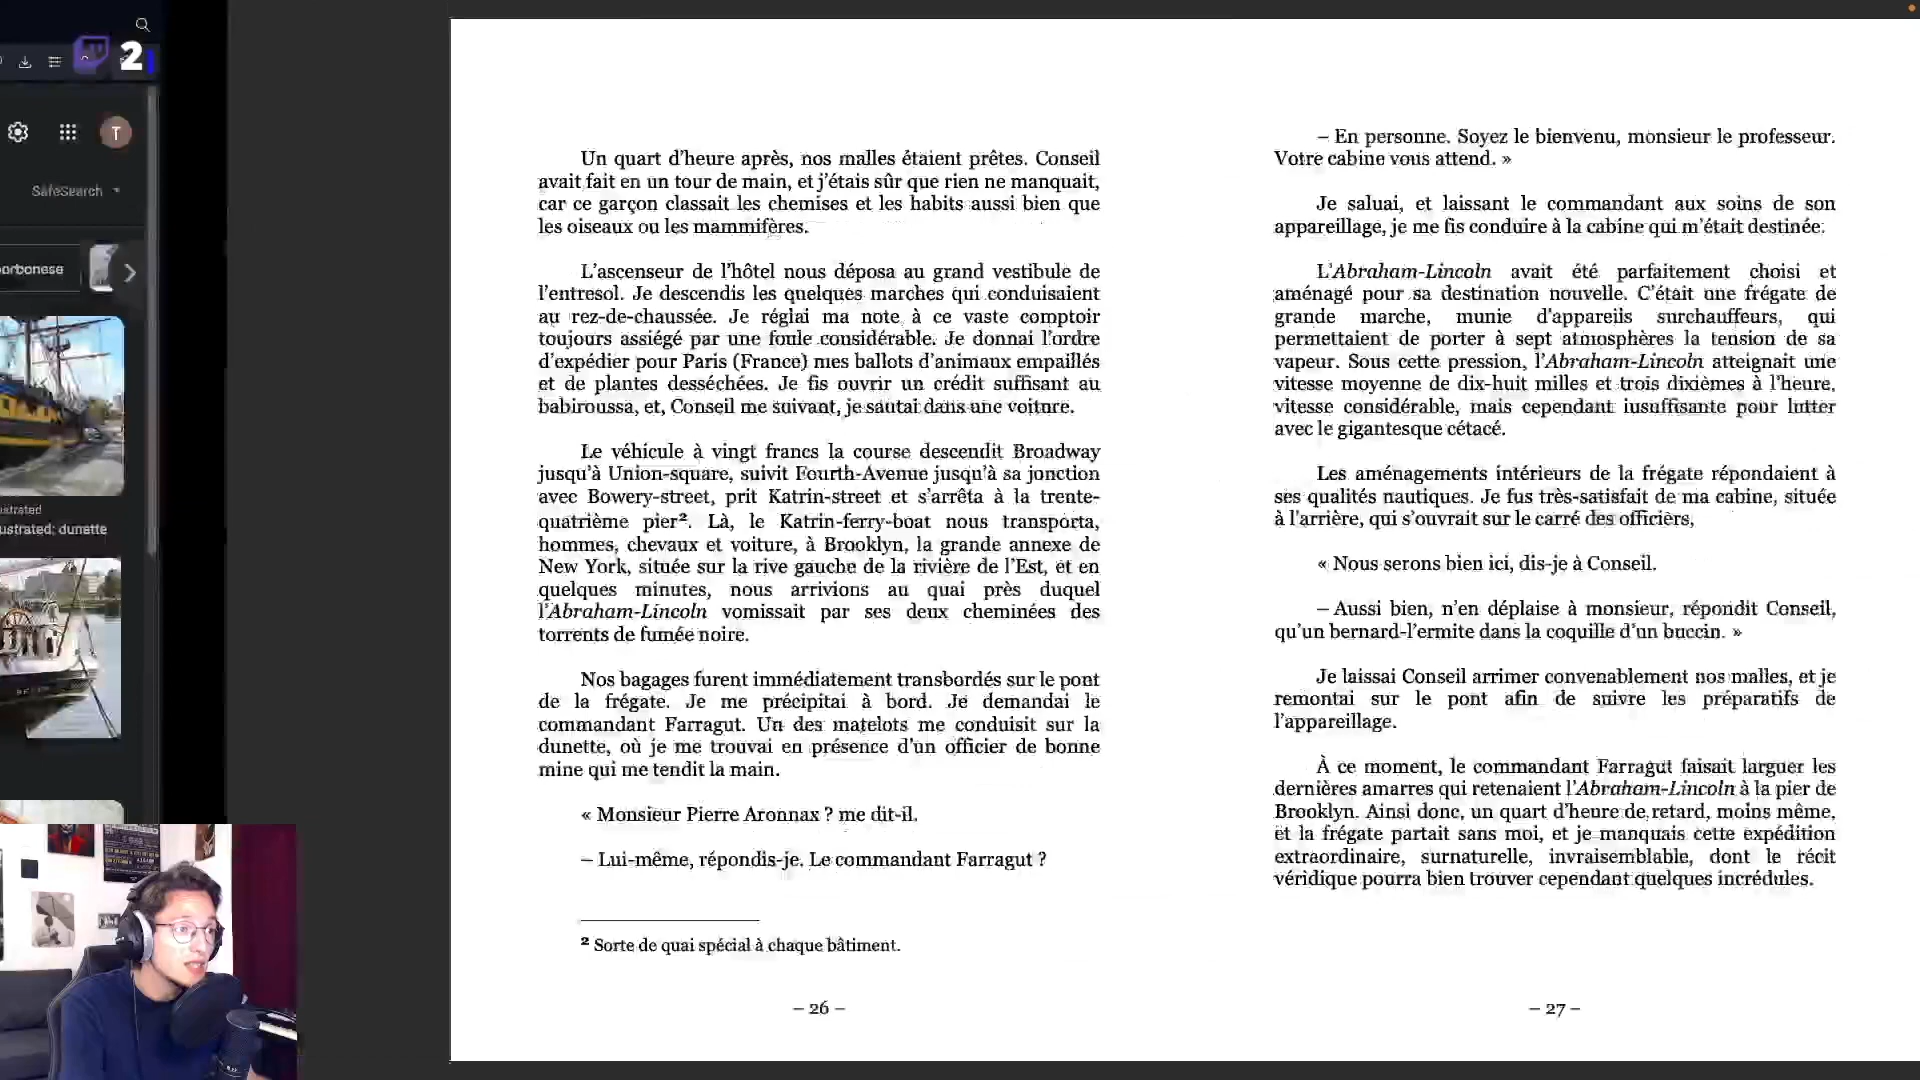 2
T
SafeSearch
ustrated
ustrated: dunette
Un quart d’heure après, nos malles étaient prêtes. Conseil
avait fait en un tour de main, et j’étais sûr que rien ne manquait,
car ce garçon classait les chemises et les habits aussi bien que
les oiseaux ou les mammifères.
L’ascenseur de l’hôtel nous déposa au grand vestibule de
l’entresol. Je descendis les quelques marches qui conduisaient
au rez-de-chaussée. Je réglai ma note à ce vaste comptoir
toujours assiégé par une foule considérable. Je donnai l’ordre
d’expédier pour Paris (France) mes ballots d’animaux empaillés
et de plantes desséchées. Je fis ouvrir un crédit suffisant au
babiroussa, et, Conseil me suivant, je sautai dans une voiture.
Le véhicule à vingt francs la course descendit Broadway
jusqu’à Union-square, suivit Fourth-Avenue jusqu’à sa jonction
avec Bowery-street, prit Katrin-street et s’arrêta à la trente-
quatrième pier². Là, le Katrin-ferry-boat nous transporta,
hommes, chevaux et voiture, à Brooklyn, la grande annexe de
New York, située sur la rive gauche de la rivière de l’Est, et en
quelques minutes, nous arrivions au quai près duquel
l’Abraham-Lincoln vomissait par ses deux cheminées des
torrents de fumée noire.
Nos bagages furent immédiatement transbordés sur le pont
de la frégate. Je me précipitai à bord. Je demandai le
commandant Farragut. Un des matelots me conduisit sur la
dunette, où je me trouvai en présence d’un officier de bonne
mine qui me tendit la main.
« Monsieur Pierre Aronnax ? me dit-il.
– Lui-même, répondis-je. Le commandant Farragut ?
² Sorte de quai spécial à chaque bâtiment.
– 26 –
– En personne. Soyez le bienvenu, monsieur le professeur.
Votre cabine vous attend. »
Je saluai, et laissant le commandant aux soins de son
appareillage, je me fis conduire à la cabine qui m’était destinée.
L’Abraham-Lincoln avait été parfaitement choisi et
aménagé pour sa destination nouvelle. C’était une frégate de
grande marche, munie d’appareils surchauffeurs, qui
permettaient de porter à sept atmosphères la tension de sa
vapeur. Sous cette pression, l’Abraham-Lincoln atteignait une
vitesse moyenne de dix-huit milles et trois dixièmes à l’heure,
vitesse considérable, mais cependant insuffisante pour lutter
avec le gigantesque cétacé.
Les aménagements intérieurs de la frégate répondaient à
ses qualités nautiques. Je fus très-satisfait de ma cabine, située
à l’arrière, qui s’ouvrait sur le carré des officiers,
« Nous serons bien ici, dis-je à Conseil.
– Aussi bien, n’en déplaise à monsieur, répondit Conseil,
qu’un bernard-l’ermite dans la coquille d’un buccin. »
Je laissai Conseil arrimer convenablement nos malles, et je
remontai sur le pont afin de suivre les préparatifs de
l’appareillage.
À ce moment, le commandant Farragut faisait larguer les
dernières amarres qui retenaient l’Abraham-Lincoln à la pier de
Brooklyn. Ainsi donc, un quart d’heure de retard, moins même,
et la frégate partait sans moi, et je manquais cette expédition
extraordinaire, surnaturelle, invraisemblable, dont le récit
véridique pourra bien trouver cependant quelques incrédules.
– 27 –